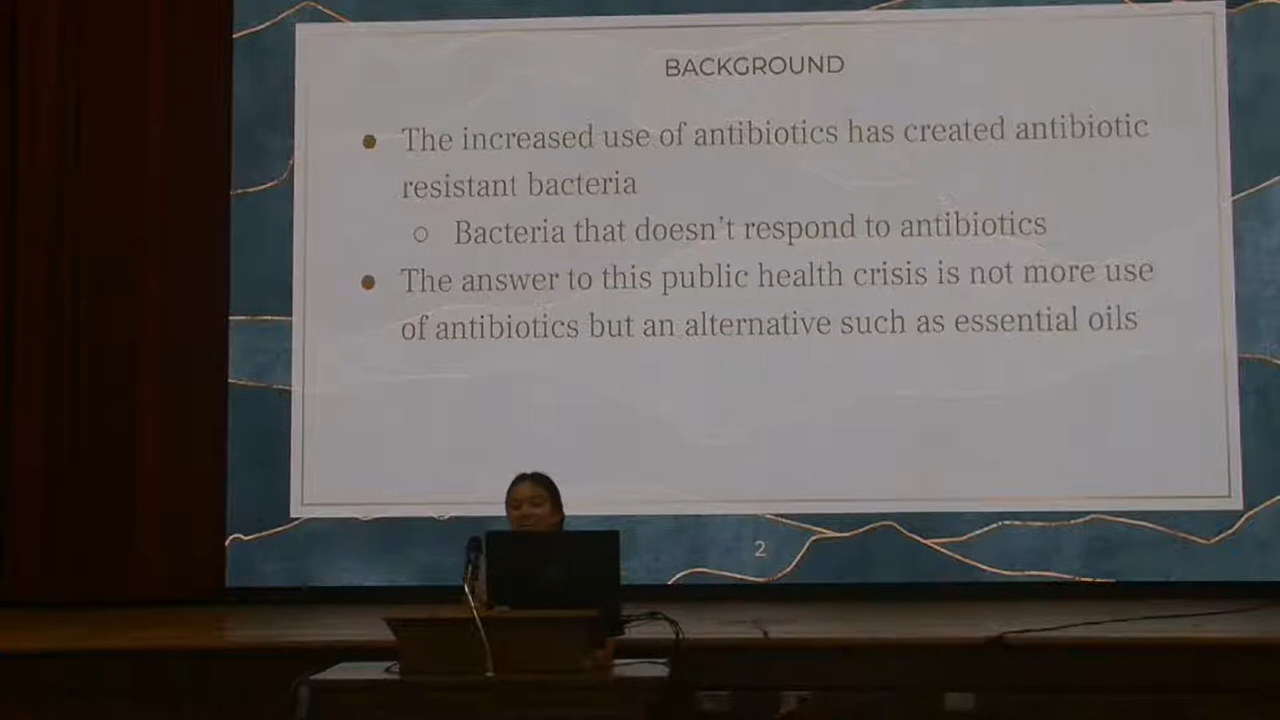 BACKGROUND
● The increased use of antibiotics has created antibiotic
resistant bacteria
○ Bacteria that doesn't respond to antibiotics
● The answer to this public health crisis is not more use
of antibiotics but an alternative such as essential oils
2